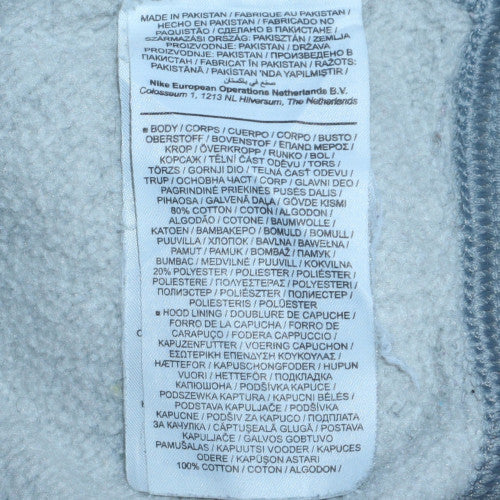 MADE IN PAKISTAN / FABRIQUE AU PAKISTAN /
HECHO EN PAKISTAN / FABRICADO NO
PAQUISTÃO / СДЕЛАНО В ПАКИСТАНЕ /
SZÁRMAZÁSI ORSZÁG: PAKISZTÁN / ZEMLJA
PROIZVODNJE: PAKISTAN / DRŽAVA
PROIZVODNJE: PAKISTAN / ПРОИЗВЕДЕНО В
ПАКИСТАН / FABRICAT ÎN PAKISTAN / RAŽOTS:
PAKISTĀNĀ / PAKISTAN 'NDA YAPILMIŞTIR /
صنع في باكستان
Nike European Operations Netherlands B.V.
Colosseum 1, 1213 NL Hilversum, The Netherlands
BODY / CORPS / CUERPO / CORPO / BUSTO /
OBERSTOFF / BOVENSTUK / ΕΠΑΝΩ ΜΕΡΟΣ /
KROP / ÖVERKROPP / RUNKO / BOL /
КОРСАЖ / TĚLNÍ ČÁST ODĚVU / TORS /
TÖRZS / GORNJI DIO / TELNÁ ČASŤ ODEVU /
TRUP / ОСНОВНА ЧАСТ / CORP / GLAVNI DEO /
PAGRINDINĖ PRIEKINĖS PUSĖS DALIS /
PIHAOSA / GALVENĀ DAĻA / GÖVDE KISMI
80% COTTON / COTON / ALGODON /
ALGODÃO / COTONE / BAUMWOLLE /
KATOEN / ΒΑΜΒΑΚΕΡΟ / BOMULD / BOMULL /
PUUVILLA / ХЛОПОК / BAVLNA / BAWEŁNA /
PAMUT / PAMUK / BOMBAŽ / ПАМУК /
BUMBAC / MEDVILNĖ / PUUVILL / KOKVILNA
20% POLYESTER / POLIESTER / POLIÉSTER /
POLIESTERE / ΠΟΛΥΕΣΤΕΡΑΣ / POLYESTERI /
ПОЛИЭСТЕР / POLIÉSZTER / ПОЛИЕСТЕР /
POLIESTERIS / POLÜESTER
HOOD LINING / DOUBLURE DE CAPUCHE /
FORRO DE LA CAPUCHA / FORRO DE
CARAPUÇO / FODERA CAPPUCCIO /
KAPUZENFUTTER / VOERING CAPUCHON /
ΕΣΩΤΕΡΙΚΗ ΕΠΕΝΔΥΣΗ ΚΟΥΚΟΥΛΑΣ /
HÆTTEFOR / KAPUSCHONGFODER / HUPUN
VUORI / HETTEFÔR / ПОДКЛАДКА
КАПЮШОНА / PODŠÍVKA KAPUCE /
PODSZEWKA KAPTURA / KAPUCNI BÉLÉS /
PODSTAVA KAPULJAČE / PODŠÍVKA
KAPUCNE / PODŠIV ZA KAPUCO / ПОДПЛАТА
ЗА КАЧУЛКА / CĂPTUȘEALĂ GLUGĂ / POSTAVA
KAPULJAČE / GALVOS GOBTUVO
PAMUŠALAS / KAPUUTSI VOODER / KAPUCES
ODERE / KAPÜŞON ASTARI
100% COTTON / COTON / ALGODON /